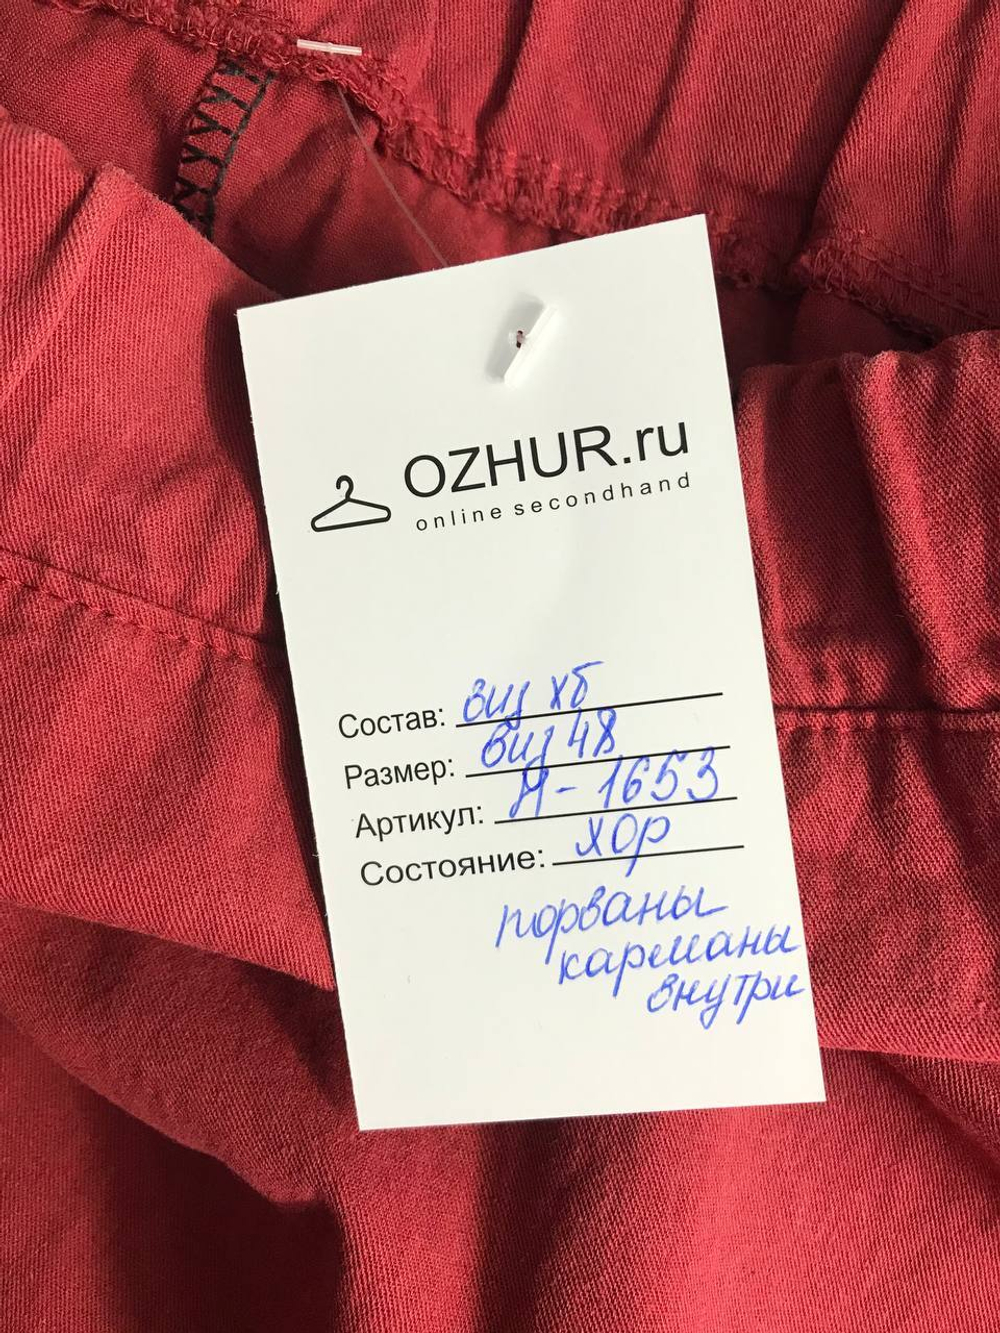 OZHUR.ru
online secondhand
Состав: виз хб
Размер: виз 48
Артикул: Я-1653
Состояние: хор
порваны
карманы
внутри